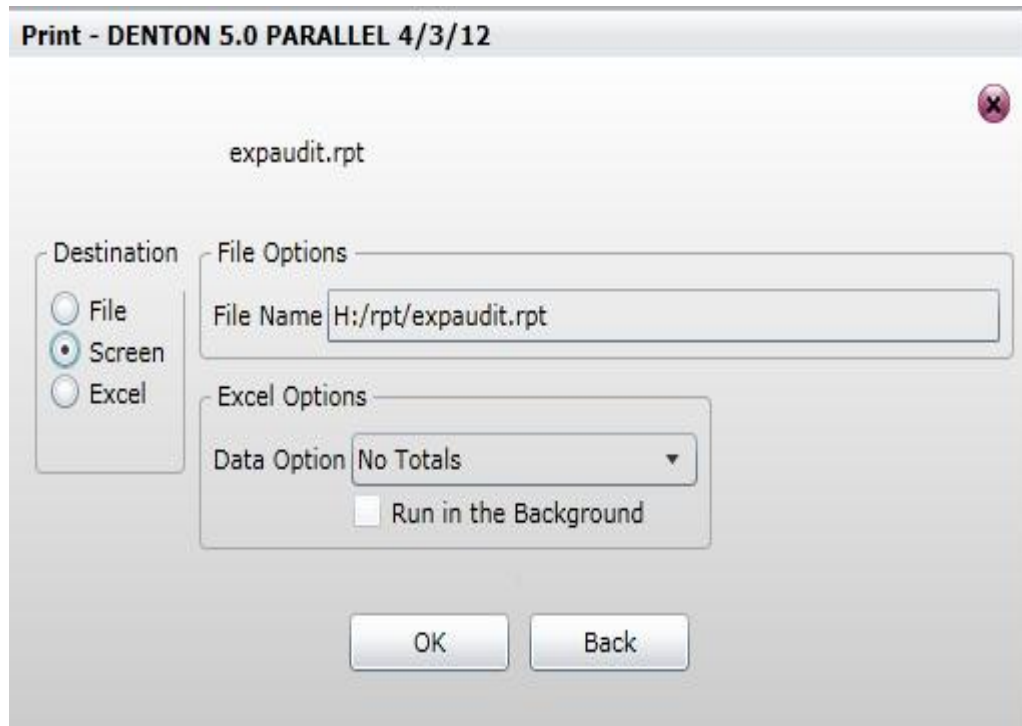 Print - DENTON 5.0 PARALLEL 4/3/12
expaudit.rpt
Destination
File
Screen
Excel
File Options
File Name H:/rpt/expaudit.rpt
Excel Options
Data Option No Totals
Run in the Background
OK
Back